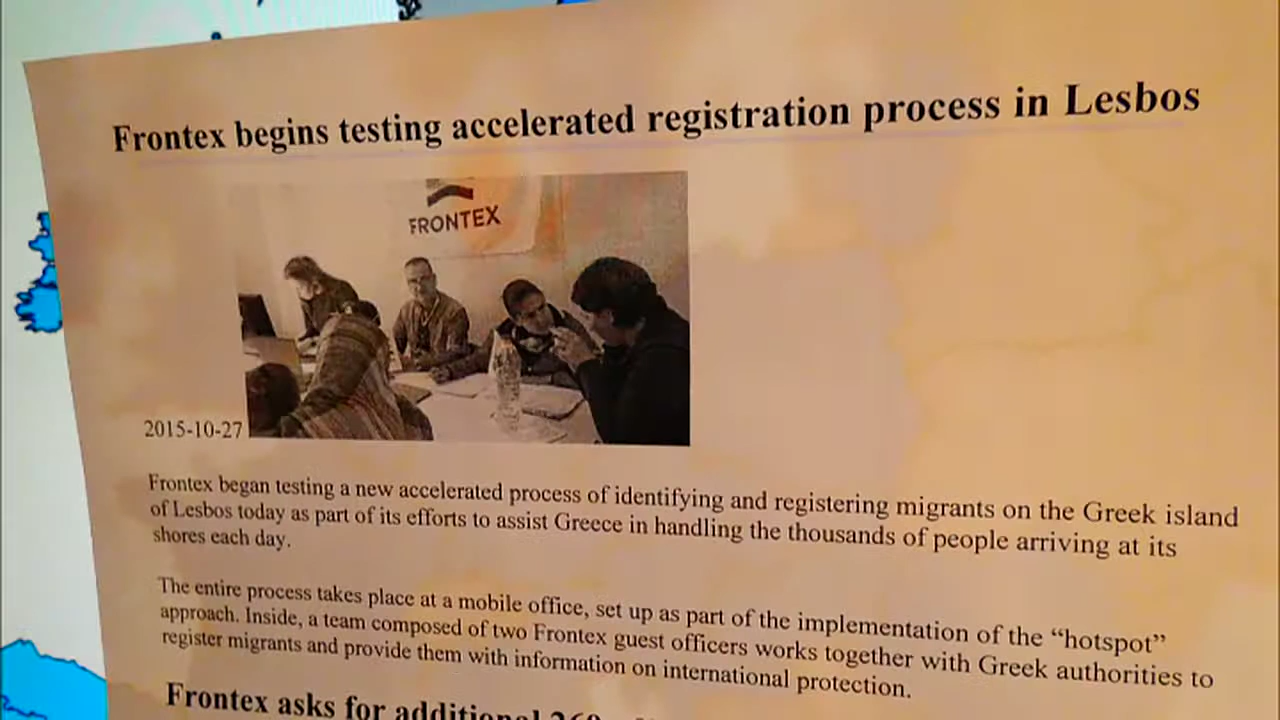 Frontex begins testing accelerated registration process in Lesbos
FRONTEX
2015-10-27
Frontex began testing a new accelerated process of identifying and registering migrants on the Greek island
of Lesbos today as part of its efforts to assist Greece in handling the thousands of people arriving at its
shores each day.
The entire process takes place at a mobile office, set up as part of the implementation of the “hotspot”
approach. Inside, a team composed of two Frontex guest officers works together with Greek authorities to
register migrants and provide them with information on international protection.
Frontex asks for additional